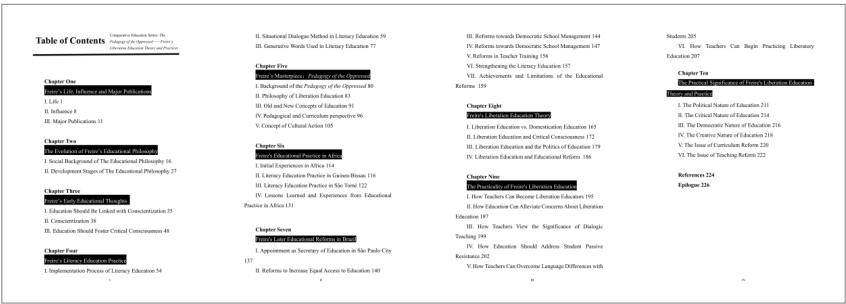 Table of Contents
Comparative Education Series: The
Pedagogy of the Oppressed——Freire's
Liberation Education Theory and Practice
Chapter One
Freire's Life, Influence and Major Publications
I. Life 1
II. Influence 8
III. Major Publications 11
Chapter Two
The Evolution of Freire's Educational Philosophy
I. Social Background of The Educational Philosophy 16
II. Development Stages of The Educational Philosophy 27
Chapter Three
Freire's Early Educational Thoughts
I. Education Should Be Linked with Conscientization 35
II. Conscientization 38
III. Education Should Foster Critical Consciousness 48
Chapter Four
Freire's Literacy Education Practice
I. Implementation Process of Literacy Education 54
I
II. Situational Dialogue Method in Literacy Education 59
III. Generative Words Used in Literacy Education 77
Chapter Five
Freire's Masterpiece: Pedagogy of the Oppressed
I. Background of the Pedagogy of the Oppressed 80
II. Philosophy of Liberation Education 83
III. Old and New Concepts of Education 91
IV. Pedagogical and Curriculum perspective 96
V. Concept of Cultural Action 105
Chapter Six
Freire's Educational Practice in Africa
I. Initial Experiences in Africa 114
II. Literacy Education Practice in Guinea-Bissau 116
III. Literacy Education Practice in São Tomé 122
IV. Lessons Learned and Experiences from Educational
Practice in Africa 131
Chapter Seven
Freire's Later Educational Reforms in Brazil
I. Appointment as Secretary of Education in São Paulo City
137
II. Reforms to Increase Equal Access to Education 140
II
III. Reforms towards Democratic School Management 144
IV. Reforms towards Democratic School Management 147
V. Reforms in Teacher Training 156
VI. Strengthening the Literacy Education 157
VII. Achievements and Limitations of the Educational
Reforms 159
Chapter Eight
Freire's Liberation Education Theory
I. Liberation Education vs. Domestication Education 165
II. Liberation Education and Critical Consciousness 172
III. Liberation Education and the Politics of Education 179
IV. Liberation Education and Educational Reform 186
Chapter Nine
The Practicality of Freire's Liberation Education
I. How Teachers Can Become Liberation Educators 195
II. How Education Can Alleviate Concerns About Liberation
Education 197
III. How Teachers View the Significance of Dialogic
Teaching 199
IV. How Education Should Address Student Passive
Resistance 202
V. How Teachers Can Overcome Language Differences with
III
Students 205
VI. How Teachers Can Begin Practicing Liberatory
Education 207
Chapter Ten
The Practical Significance of Freire's Liberation Education
Theory and Practice
I. The Political Nature of Education 211
II. The Critical Nature of Education 214
III. The Democratic Nature of Education 216
IV. The Creative Nature of Education 218
V. The Issue of Curriculum Reform 220
VI. The Issue of Teaching Reform 222
References 224
Epilogue 226
IV